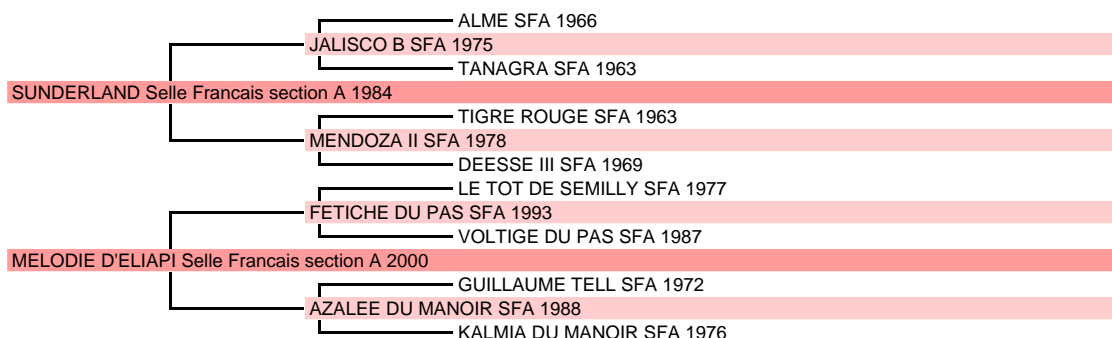 ALME SFA 1966
JALISCO B SFA 1975
TANAGRA SFA 1963
SUNDERLAND Selle Francais section A 1984
TIGRE ROUGE SFA 1963
MENDOZA II SFA 1978
DEESSE III SFA 1969
LE TOT DE SEMILLY SFA 1977
FETICHE DU PAS SFA 1993
VOLTIGE DU PAS SFA 1987
MELODIE D'ELIAPI Selle Francais section A 2000
GUILLAUME TELL SFA 1972
AZALEE DU MANOIR SFA 1988
KALMIA DU MANOIR SFA 1976